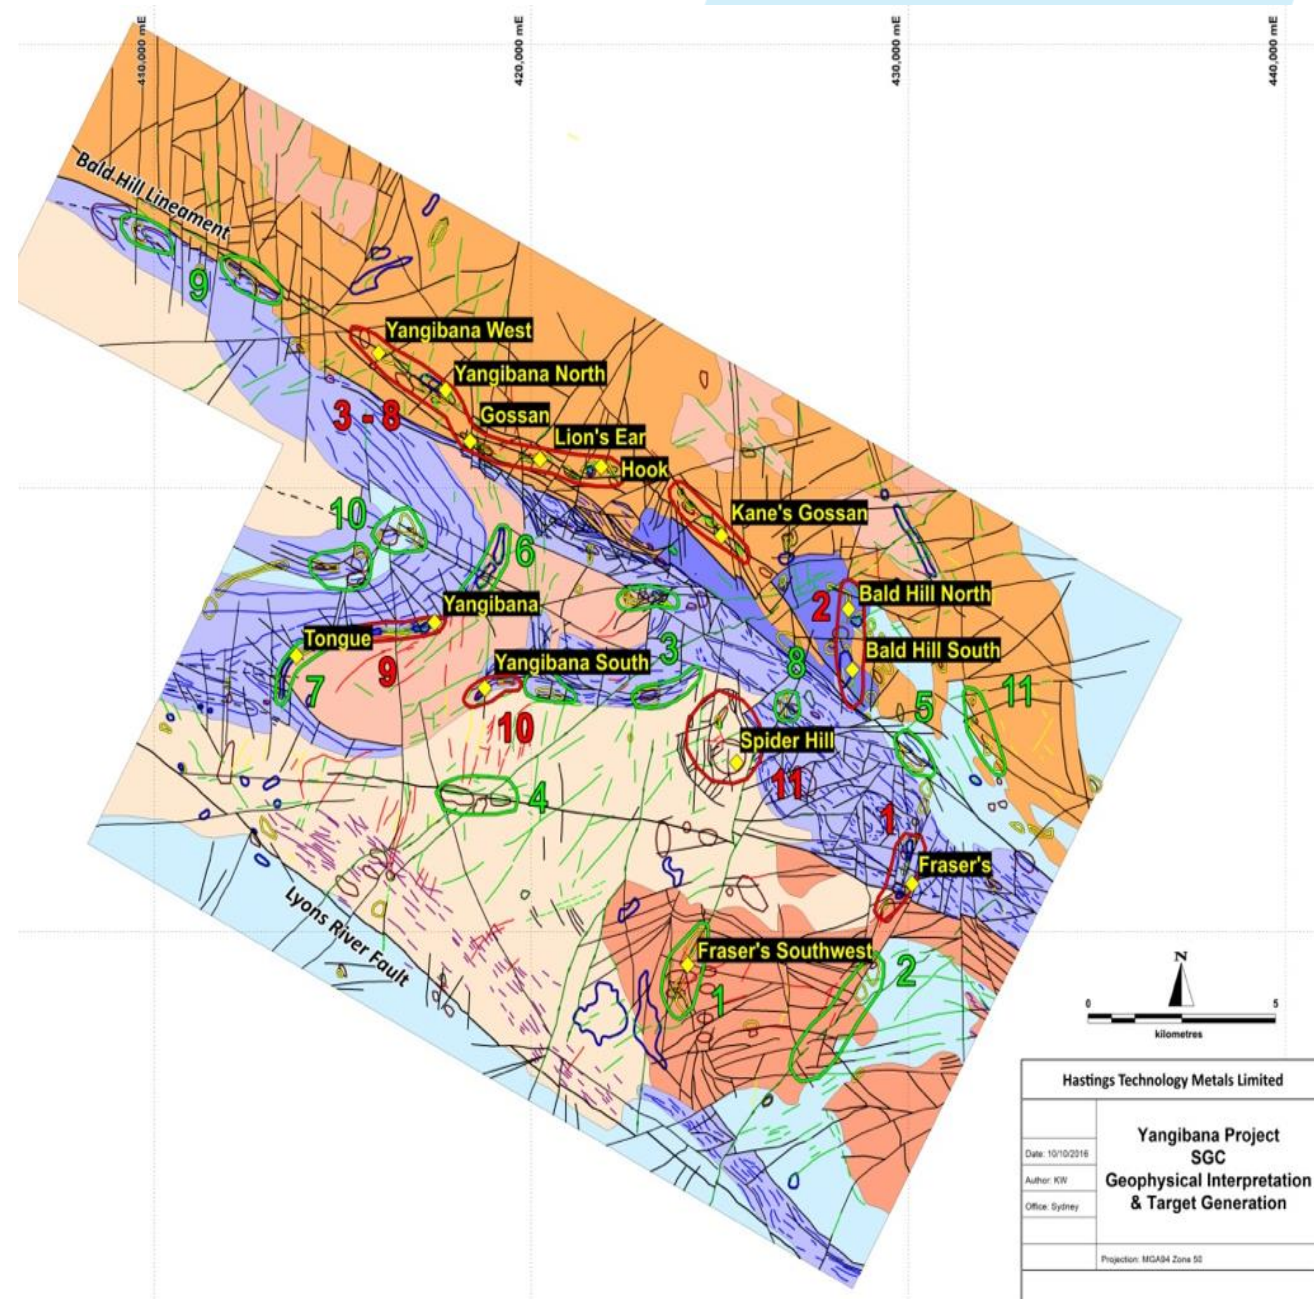 410,000 mE
420,000 mE
430,000 mE
440,000 mE
Bald Hill Lineament
9
Yangibana West
Yangibana North
3 - 8
Gossan
Lion's Ear
Hook
Kane's Gossan
10
6
Yangibana
2
Bald Hill North
Tongue
Yangibana South
3
8
Bald Hill South
9
7
10
5
11
Spider Hill
11
4
1
Fraser's
Lyons River Fault
Fraser's Southwest
2
1
N
0 5
kilometres
Hastings Technology Metals Limited
Yangibana Project
SGC
Geophysical Interpretation
& Target Generation
Date: 10/10/2016
Author: KW
Office: Sydney
Projection: MGA94 Zone 50